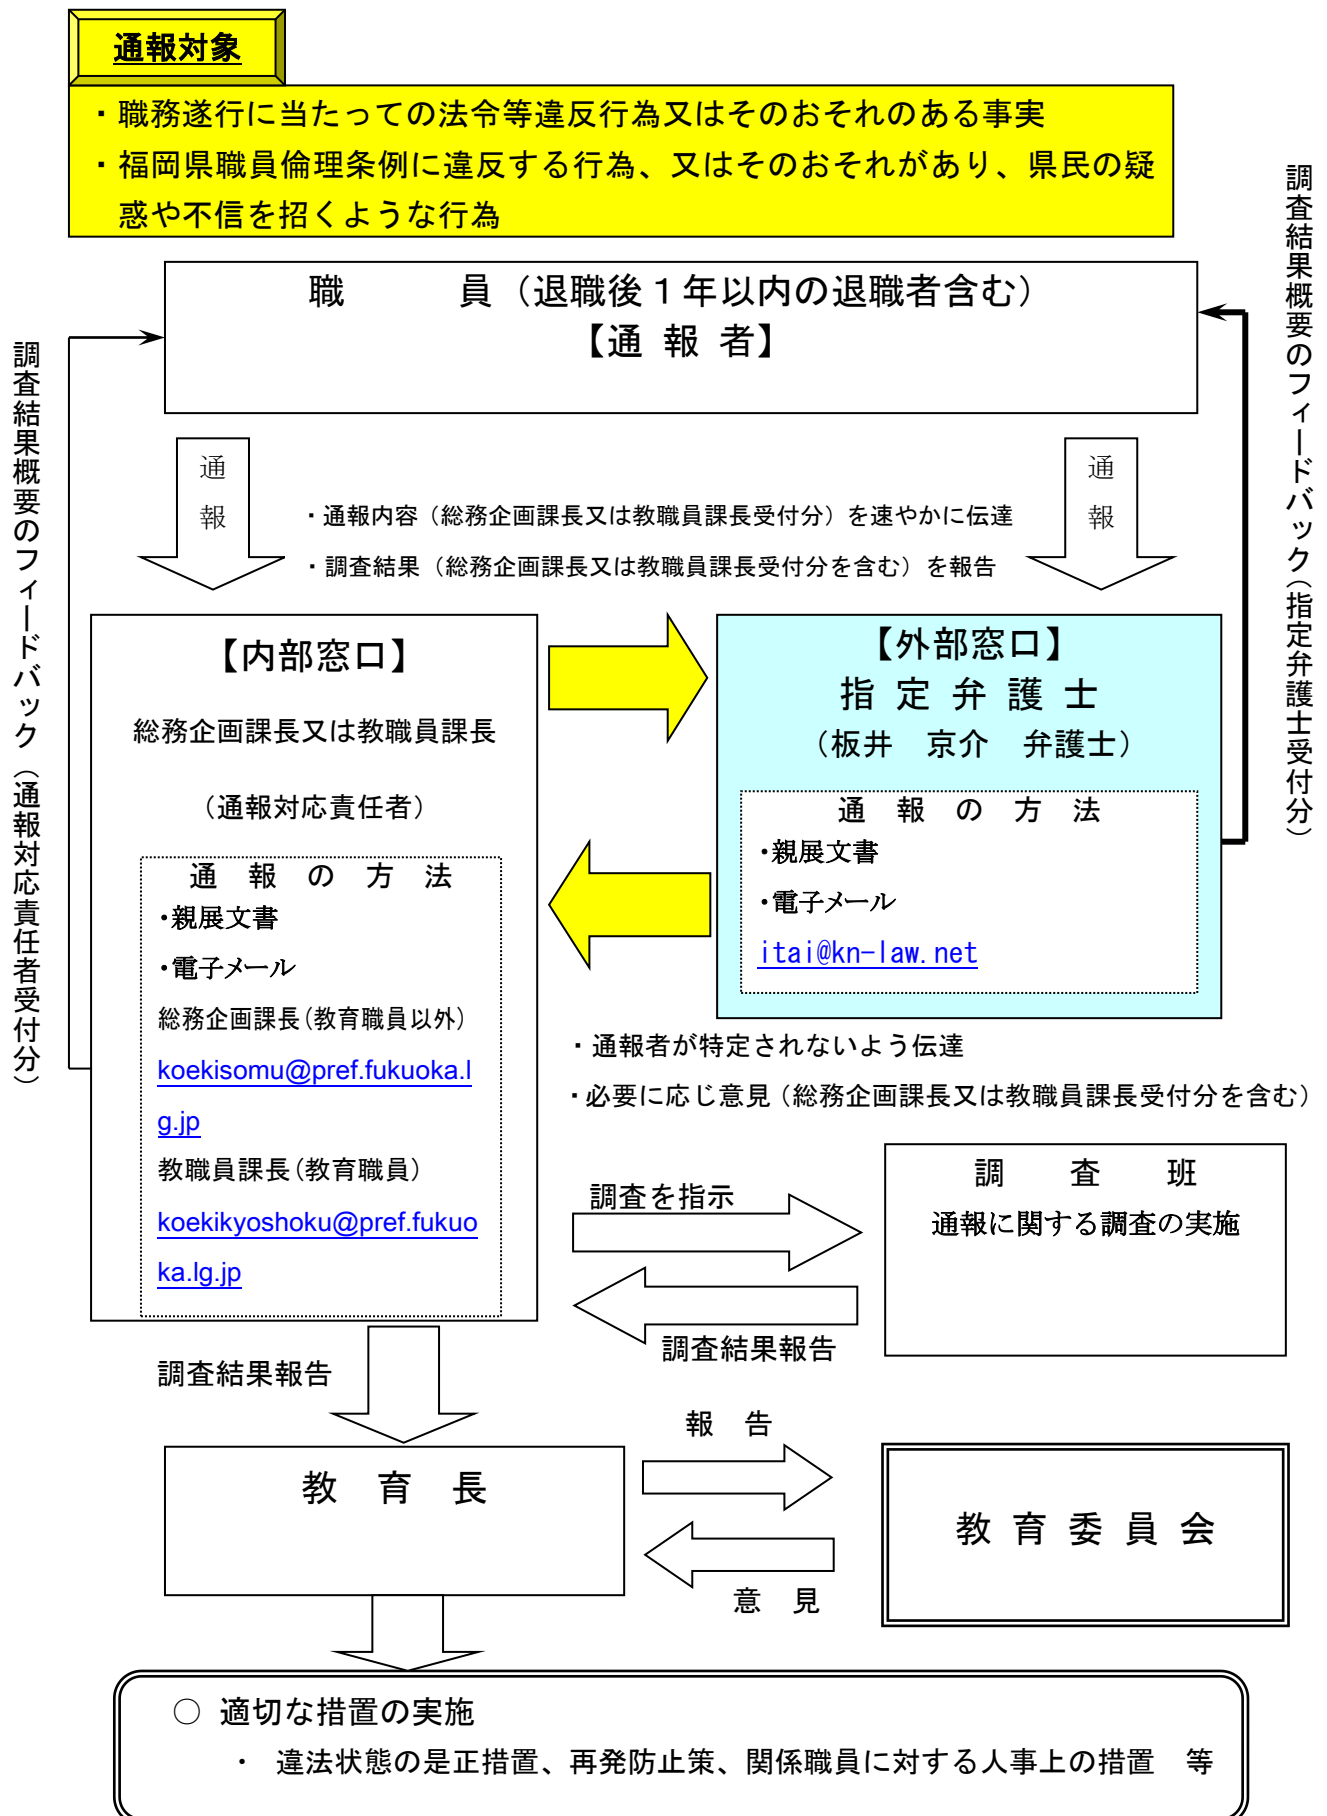 通報対象
・職務遂行に当たっての法令等違反行為又はそのおそれのある事実
・福岡県職員倫理条例に違反する行為、又はそのおそれがあり、県民の疑
惑や不信を招くような行為
職　　　員（退職後１年以内の退職者含む）
【通 報 者】
調査結果概要のフィードバック（通報対応責任者受付分）
調査結果概要のフィードバック（指定弁護士受付分）
通報
通報
・通報内容（総務企画課長又は教職員課長受付分）を速やかに伝達
・調査結果（総務企画課長又は教職員課長受付分を含む）を報告
【内部窓口】
総務企画課長又は教職員課長
（通報対応責任者）
通　報　の　方　法
・親展文書
・電子メール
総務企画課長（教育職員以外）
koekisomu@pref.fukuoka.l
g.jp
教職員課長（教育職員）
koekikyoshoku@pref.fukuo
ka.lg.jp
【外部窓口】
指 定 弁 護 士
（板井　京介　弁護士）
通　報　の　方　法
・親展文書
・電子メール
itai@kn-law.net
・通報者が特定されないよう伝達
・必要に応じ意見（総務企画課長又は教職員課長受付分を含む）
調査を指示
調査結果報告
調　査　班
通報に関する調査の実施
調査結果報告
教　育　長
報　告
意　見
教 育 委 員 会
○ 適切な措置の実施
・ 違法状態の是正措置、再発防止策、関係職員に対する人事上の措置　等